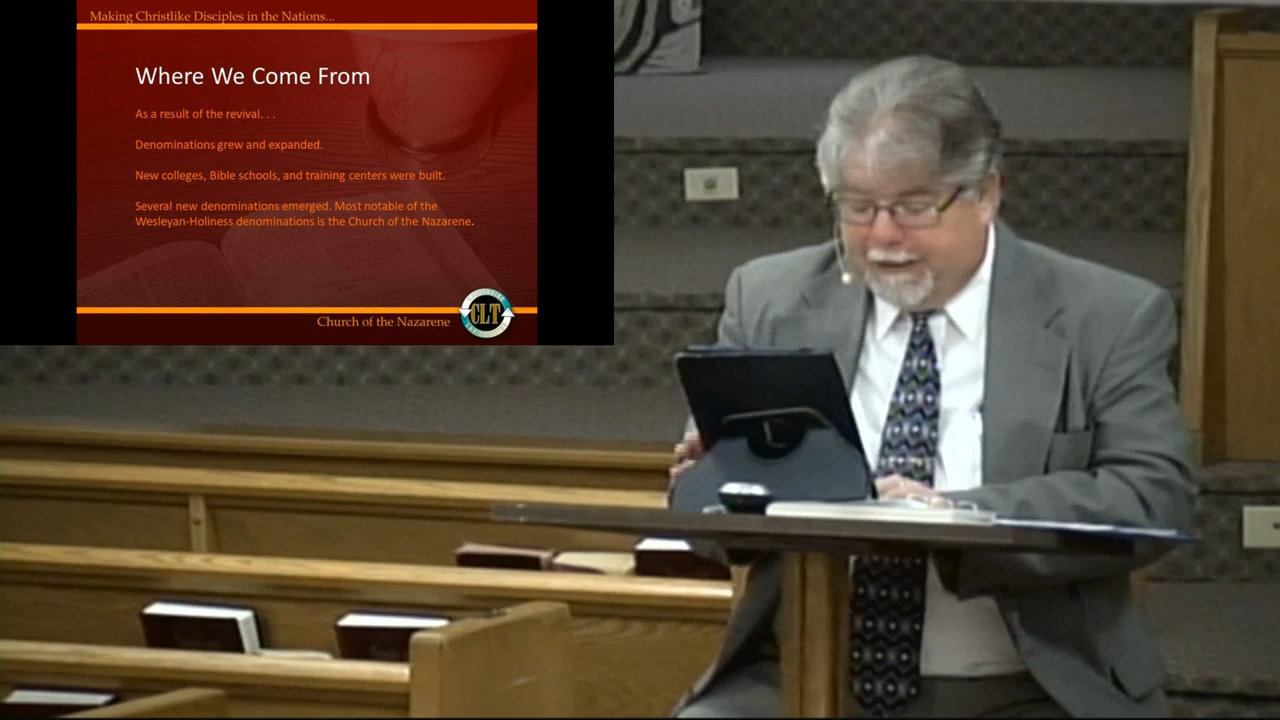 Making Christlike Disciples in the Nations...
Where We Come From
As a result of the revival. . .
Denominations grew and expanded.
New colleges, Bible schools, and training centers were built.
Several new denominations emerged. Most notable of the
Wesleyan-Holiness denominations is the Church of the Nazarene.
Church of the Nazarene
CLT